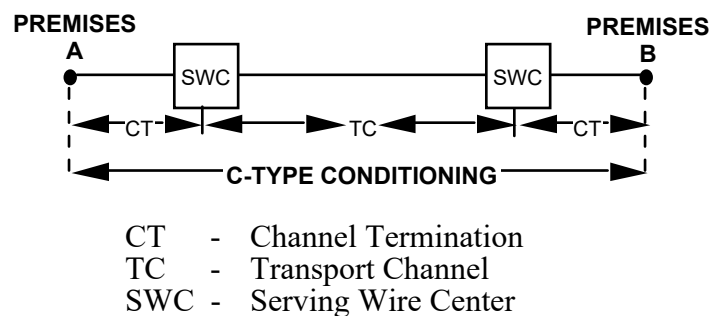 PREMISES PREMISES
A B
SWC SWC
CT TC CT
C-TYPE CONDITIONING
CT - Channel Termination
TC - Transport Channel
SWC - Serving Wire Center